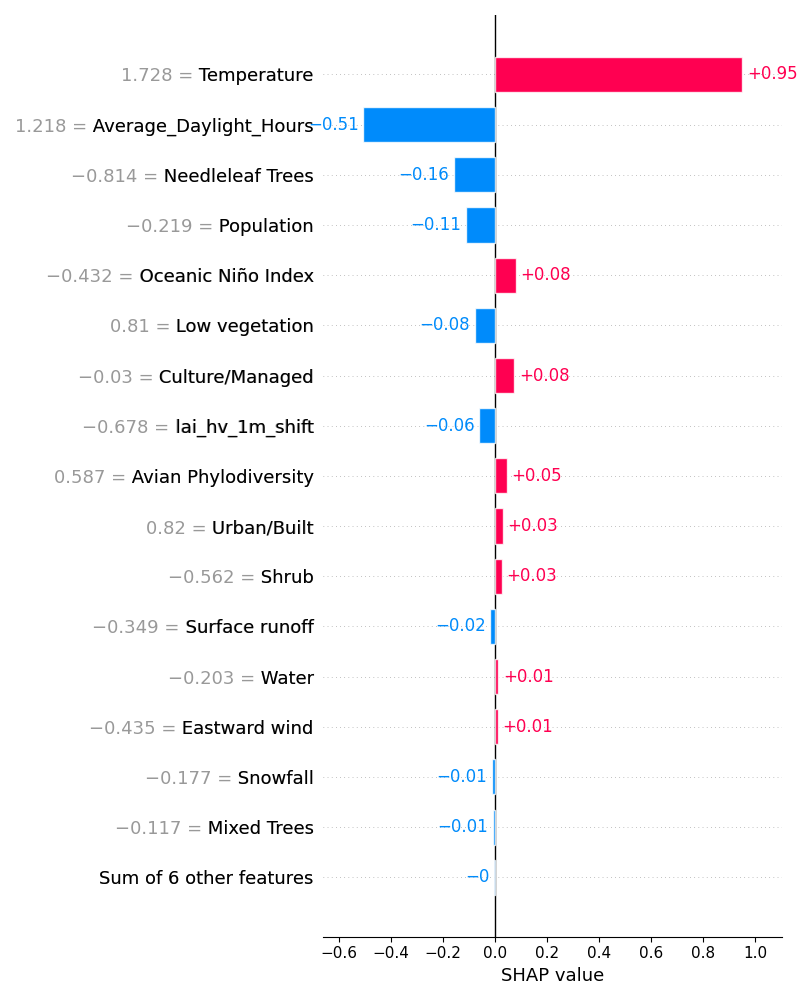 1.728 = Temperature +0.95
1.218 = Average_Daylight_Hours −0.51
−0.814 = Needleleaf Trees −0.16
−0.219 = Population −0.11
−0.432 = Oceanic Niño Index +0.08
0.81 = Low vegetation −0.08
−0.03 = Culture/Managed +0.08
−0.678 = lai_hv_1m_shift −0.06
0.587 = Avian Phylodiversity +0.05
0.82 = Urban/Built +0.03
−0.562 = Shrub +0.03
−0.349 = Surface runoff −0.02
−0.203 = Water +0.01
−0.435 = Eastward wind +0.01
−0.177 = Snowfall −0.01
−0.117 = Mixed Trees −0.01
Sum of 6 other features −0
−0.6 −0.4 −0.2 0.0 0.2 0.4 0.6 0.8 1.0
SHAP value